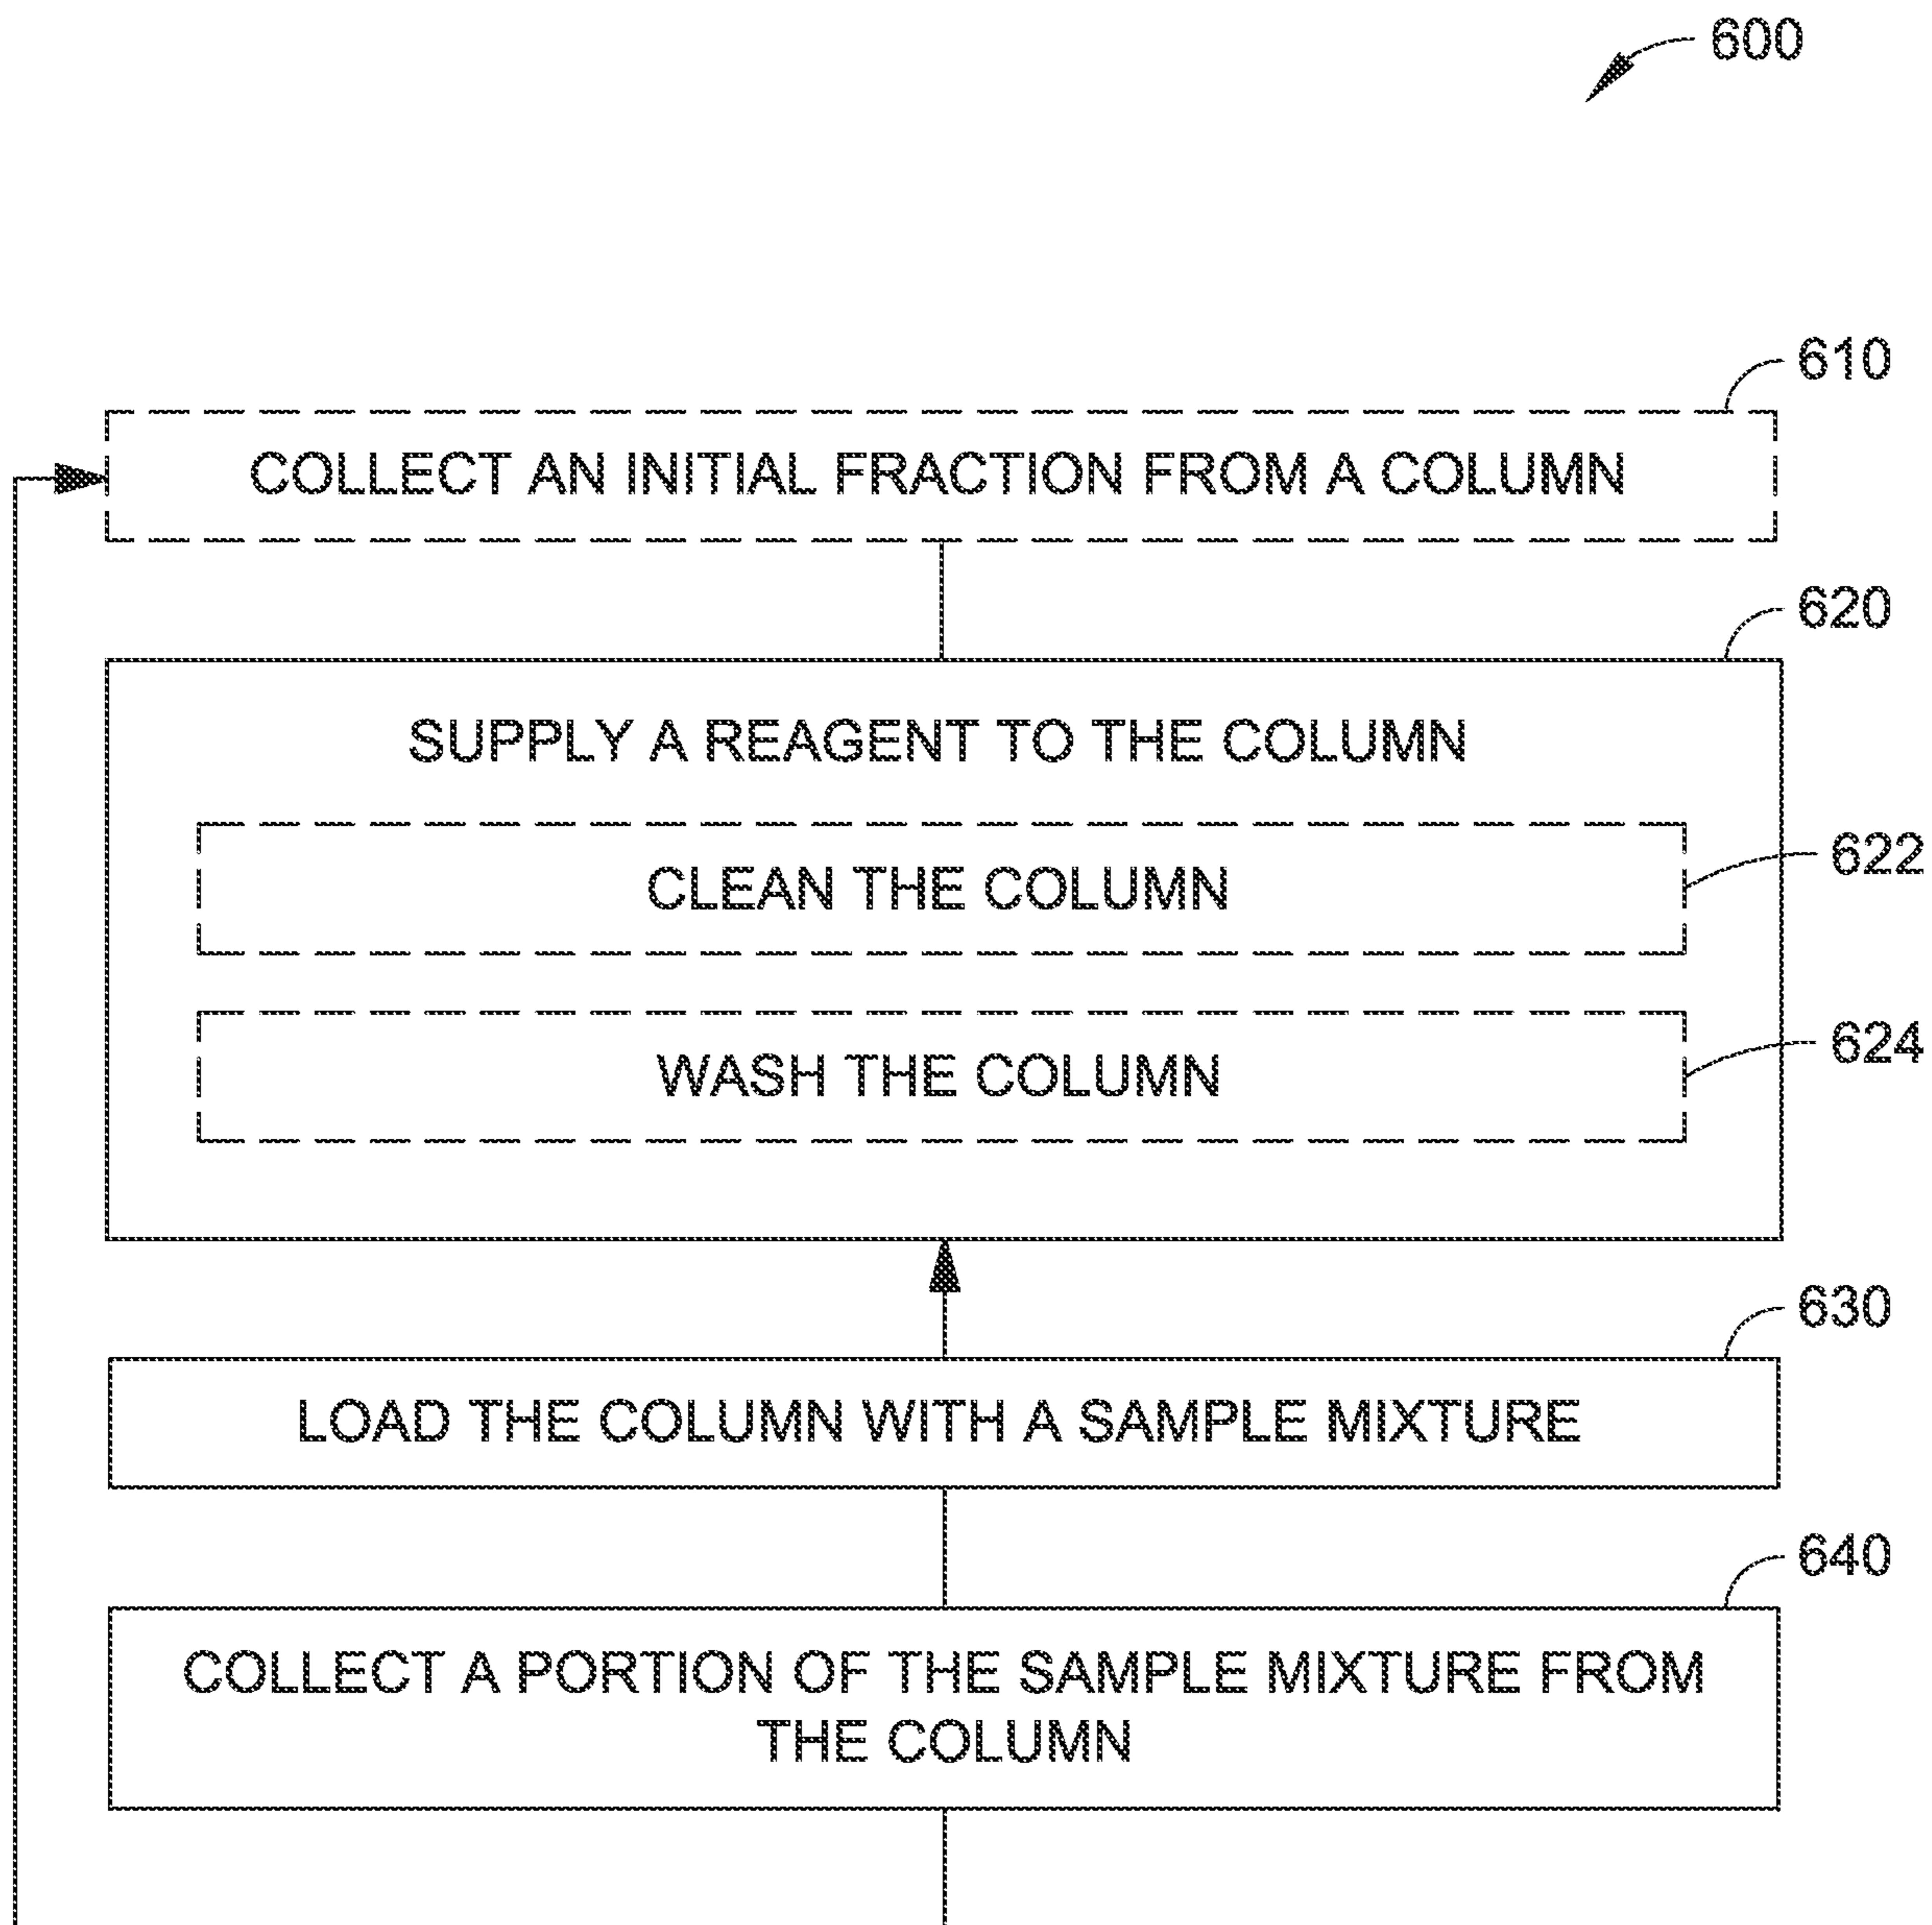 600
610
COLLECT AN INITIAL FRACTION FROM A COLUMN
620
SUPPLY A REAGENT TO THE COLUMN
622
CLEAN THE COLUMN
624
WASH THE COLUMN
630
LOAD THE COLUMN WITH A SAMPLE MIXTURE
640
COLLECT A PORTION OF THE SAMPLE MIXTURE FROM
THE COLUMN